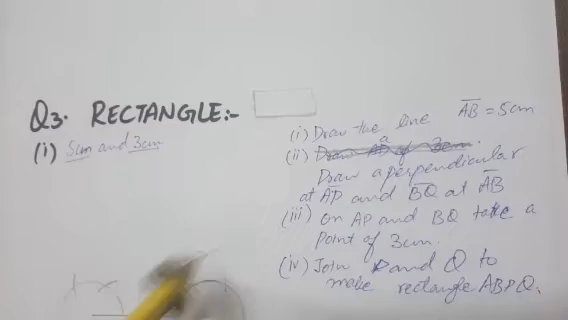 Q3. RECTANGLE:-
(i) 5cm and 3cm
(i) Draw the line AB = 5cm
(ii)
Draw a perpendicular
at AP and BQ at AB
(iii) on AP and BQ take a
point of 3cm.
(iv) Join P and Q to
make rectangle ABPQ.